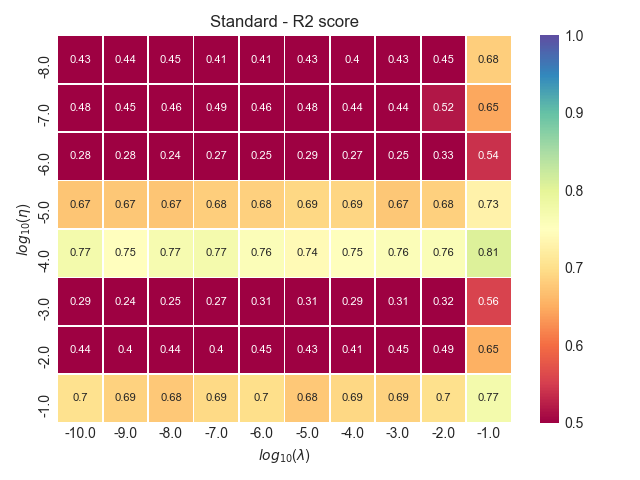 Standard - R2 score
-8.0 0.43 0.44 0.45 0.41 0.41 0.43 0.4 0.43 0.45 0.68
-7.0 0.48 0.45 0.46 0.49 0.46 0.48 0.44 0.44 0.52 0.65
-6.0 0.28 0.28 0.24 0.27 0.25 0.29 0.27 0.25 0.33 0.54
-5.0 0.67 0.67 0.67 0.68 0.68 0.69 0.69 0.67 0.68 0.73
-4.0 0.77 0.75 0.77 0.77 0.76 0.74 0.75 0.76 0.76 0.81
-3.0 0.29 0.24 0.25 0.27 0.31 0.31 0.29 0.31 0.32 0.56
-2.0 0.44 0.4 0.44 0.4 0.45 0.43 0.41 0.45 0.49 0.65
-1.0 0.7 0.69 0.68 0.69 0.7 0.68 0.69 0.69 0.7 0.77
-10.0 -9.0 -8.0 -7.0 -6.0 -5.0 -4.0 -3.0 -2.0 -1.0
log₁₀(λ)
log₁₀(η)
1.0
0.9
0.8
0.7
0.6
0.5